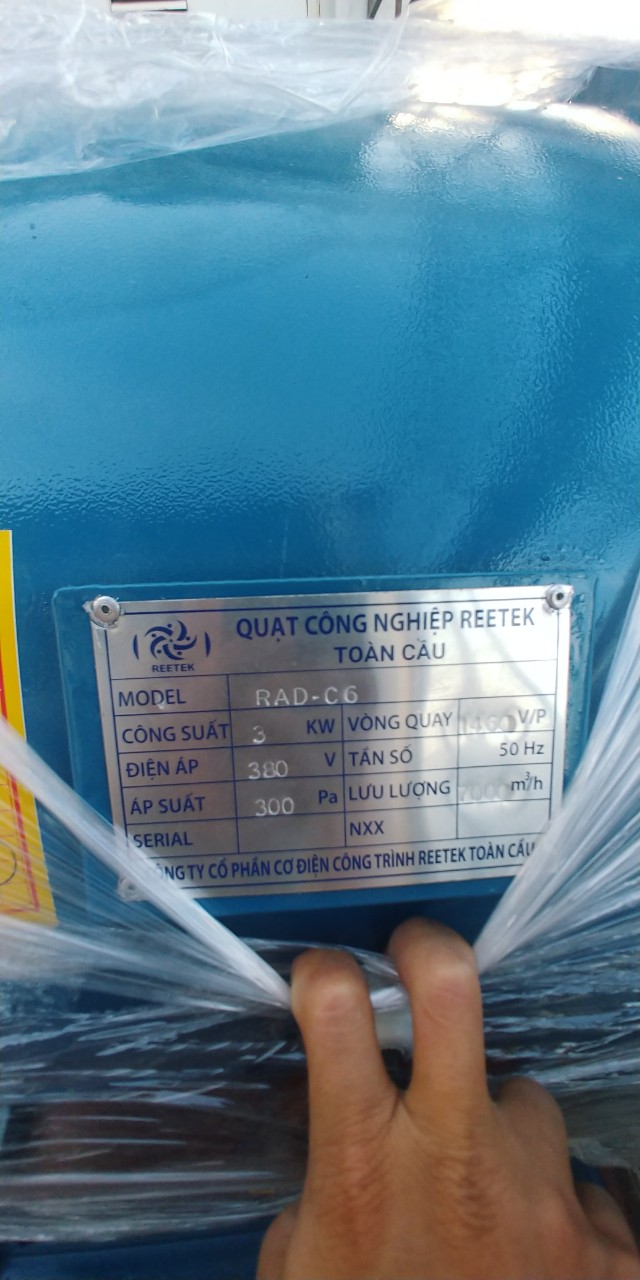 REETEK
QUẠT CÔNG NGHIỆP REETEK
TOÀN CẦU
MODEL RAD-C6
CÔNG SUẤT 3 KW VÒNG QUAY 1460 V/P
ĐIỆN ÁP 380 V TẦN SỐ 50 Hz
ÁP SUẤT 300 Pa LƯU LƯỢNG 7000 m³/h
SERIAL NXX
TY CỔ PHẦN CƠ ĐIỆN CÔNG TRÌNH REETEK TOÀN CẦU